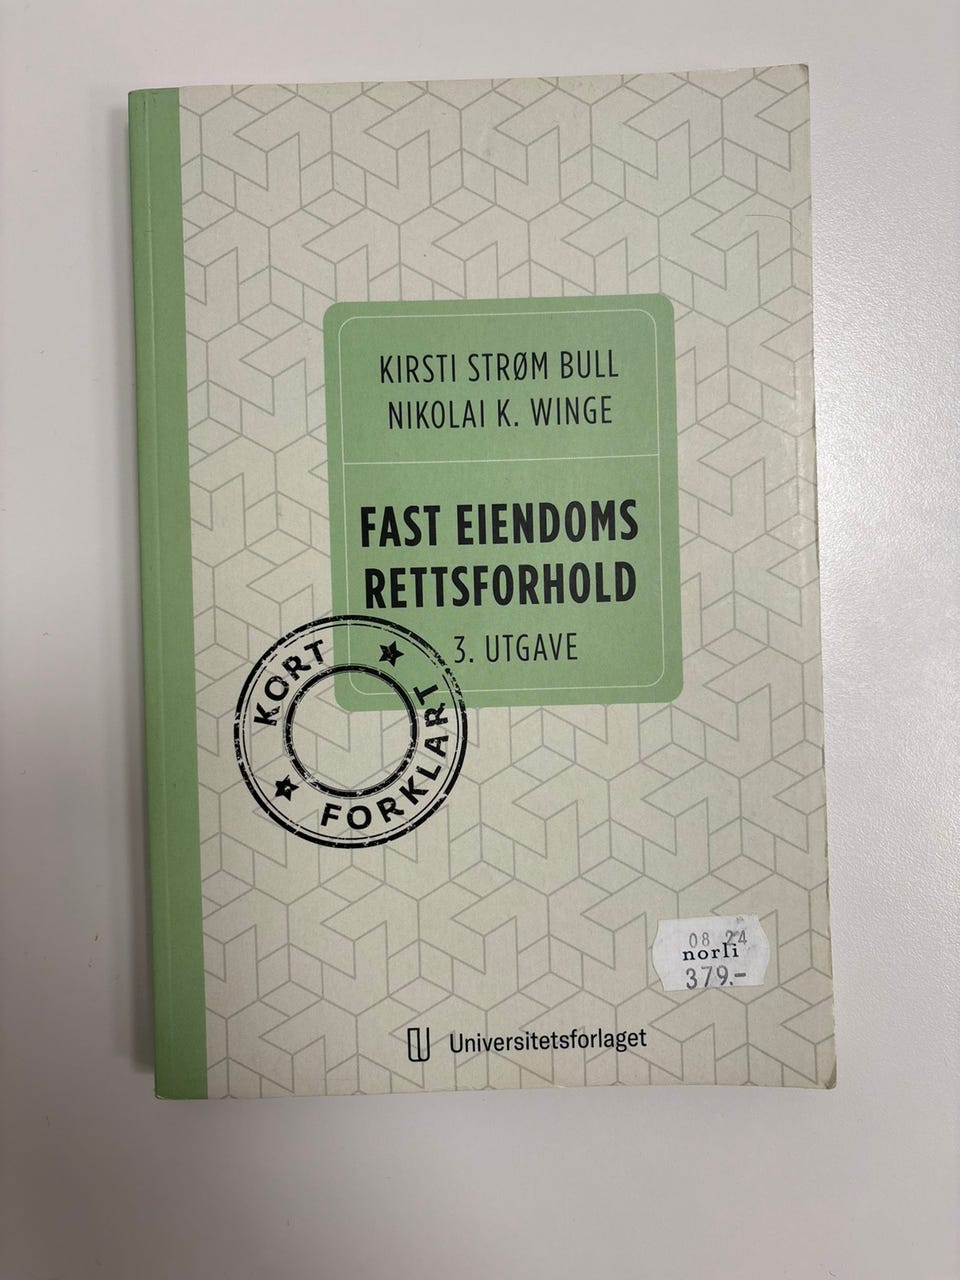 KIRSTI STRØM BULL
NIKOLAI K. WINGE
FAST EIENDOMS
RETTSFORHOLD
3. UTGAVE
KORT
FORKLART
08 24
norli
379.-
Universitetsforlaget